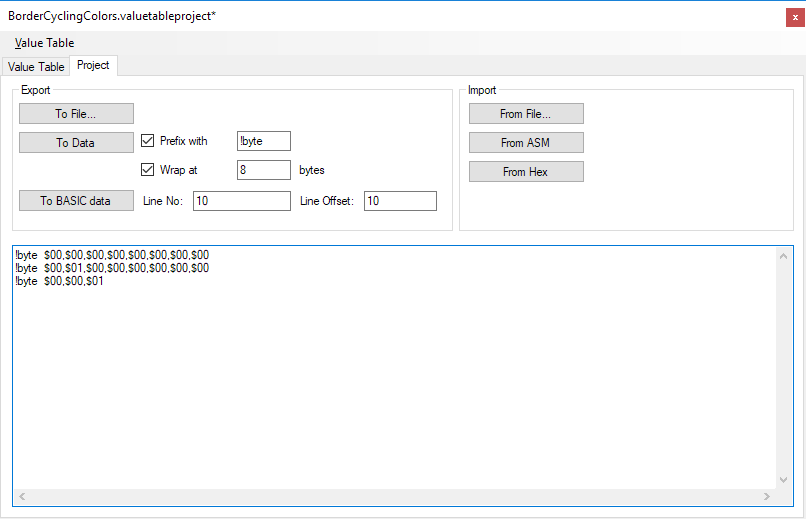 BorderCyclingColors.valuetableproject*
x
Value Table
Value Table
Project
Export
To File...
To Data
Prefix with
!byte
Wrap at
8
bytes
To BASIC data
Line No:
10
Line Offset:
10
Import
From File...
From ASM
From Hex
!byte $00,$00,$00,$00,$00,$00,$00,$00
!byte $00,$01,$00,$00,$00,$00,$00,$00
!byte $00,$00,$01